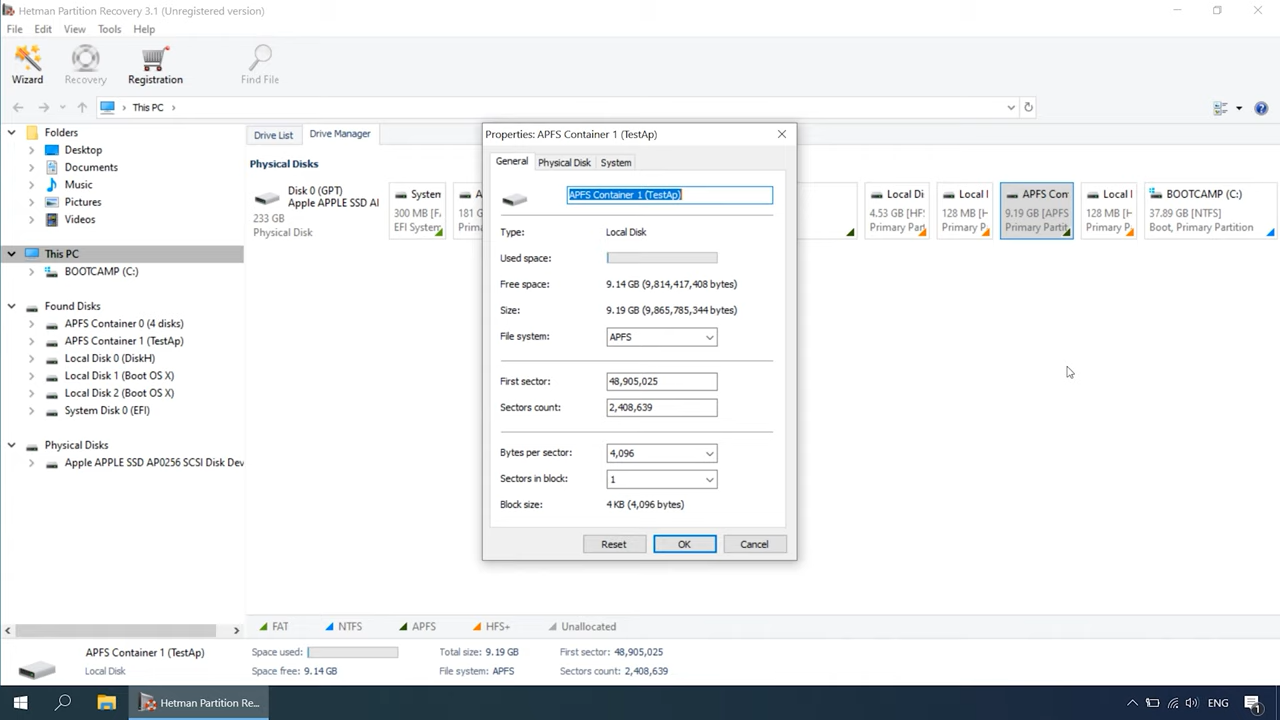 Hetman Partition Recovery 3.1 (Unregistered version)
File Edit View Tools Help
Wizard Recovery Registration Find File
This PC
Folders
Desktop
Documents
Music
Pictures
Videos
This PC
BOOTCAMP (C:)
Found Disks
APFS Container 0 (4 disks)
APFS Container 1 (TestAp)
Local Disk 0 (DiskH)
Local Disk 1 (Boot OS X)
Local Disk 2 (Boot OS X)
System Disk 0 (EFI)
Physical Disks
Apple APPLE SSD AP0256 SCSI Disk Dev
Drive List Drive Manager
Physical Disks
Disk 0 (GPT)
Apple APPLE SSD AI
233 GB
Physical Disk
System
300 MB [F
EFI System
A
181 G
Primar
Local Di
4.53 GB [HF
Primary Part
Local I
128 MB [H
Primary P
APFS Con
9.19 GB [APFS
Primary Partit
Local I
128 MB [H
Primary P
BOOTCAMP (C:)
37.89 GB [NTFS]
Boot, Primary Partition
Properties: APFS Container 1 (TestAp)
General Physical Disk System
APFS Container 1 (TestAp)
Type: Local Disk
Used space:
Free space: 9.14 GB (9,814,417,408 bytes)
Size: 9.19 GB (9,865,785,344 bytes)
File system: APFS
First sector: 48,905,025
Sectors count: 2,408,639
Bytes per sector: 4,096
Sectors in block: 1
Block size: 4 KB (4,096 bytes)
Reset OK Cancel
FAT NTFS APFS HFS+ Unallocated
APFS Container 1 (TestAp) Space used: Total size: 9.19 GB First sector: 48,905,025
Local Disk Space free: 9.14 GB File system: APFS Sectors count: 2,408,639
Hetman Partition Re... ENG 1